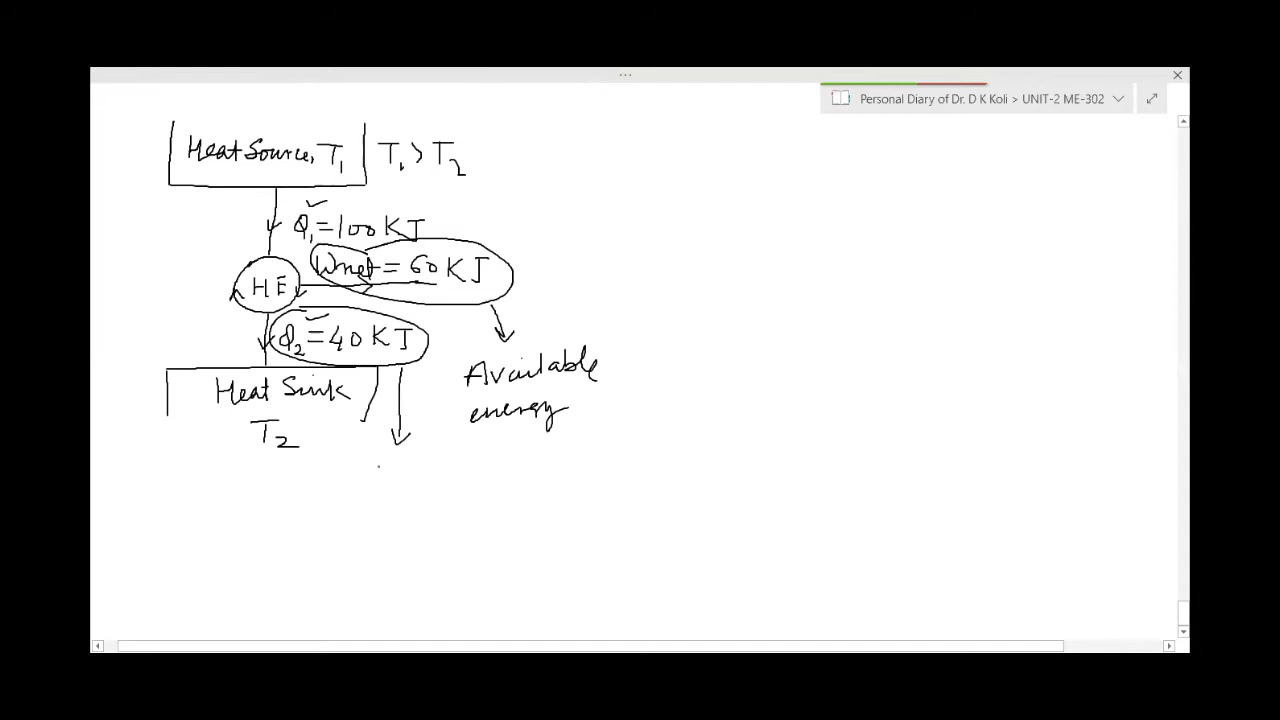 Personal Diary of Dr. D K Koli > UNIT-2 ME-302
Heat Source, T₁ T₁ > T₂
Q₁ = 100 KJ
Wnet = 60 KJ
HE
Q₂ = 40 KJ
Available
energy
Heat Sink
T₂